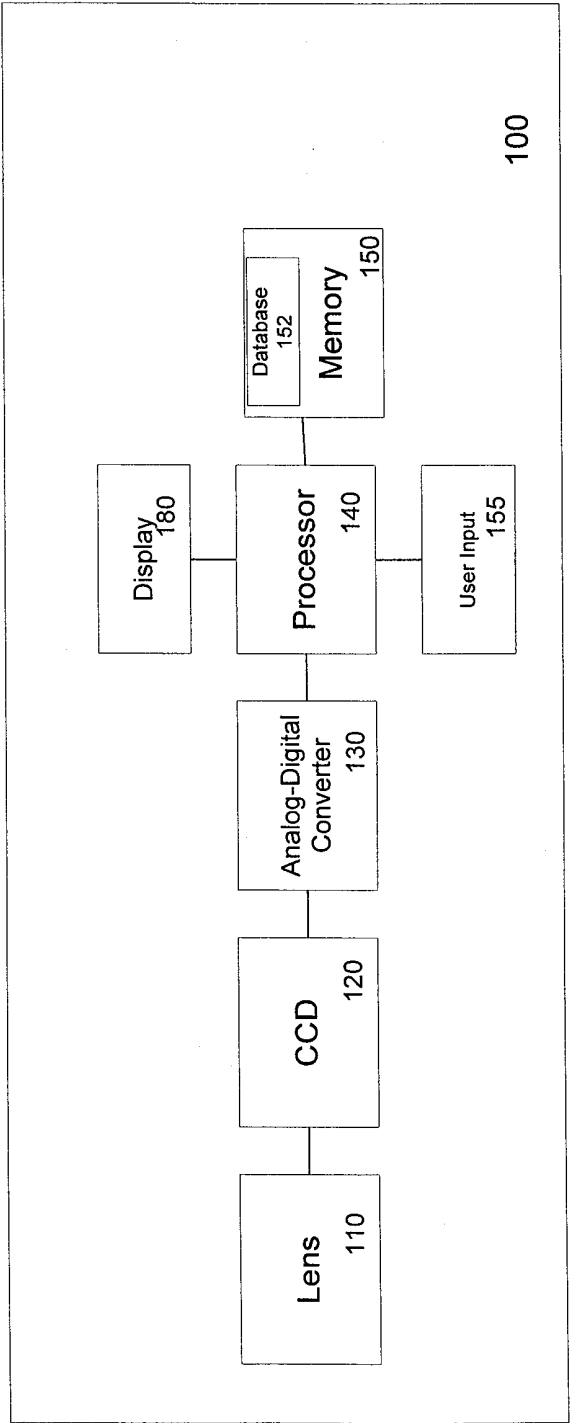 100
Display
180
Lens
110
CCD
120
Analog-Digital
Converter
130
Processor
140
Database
152
Memory
150
User Input
155